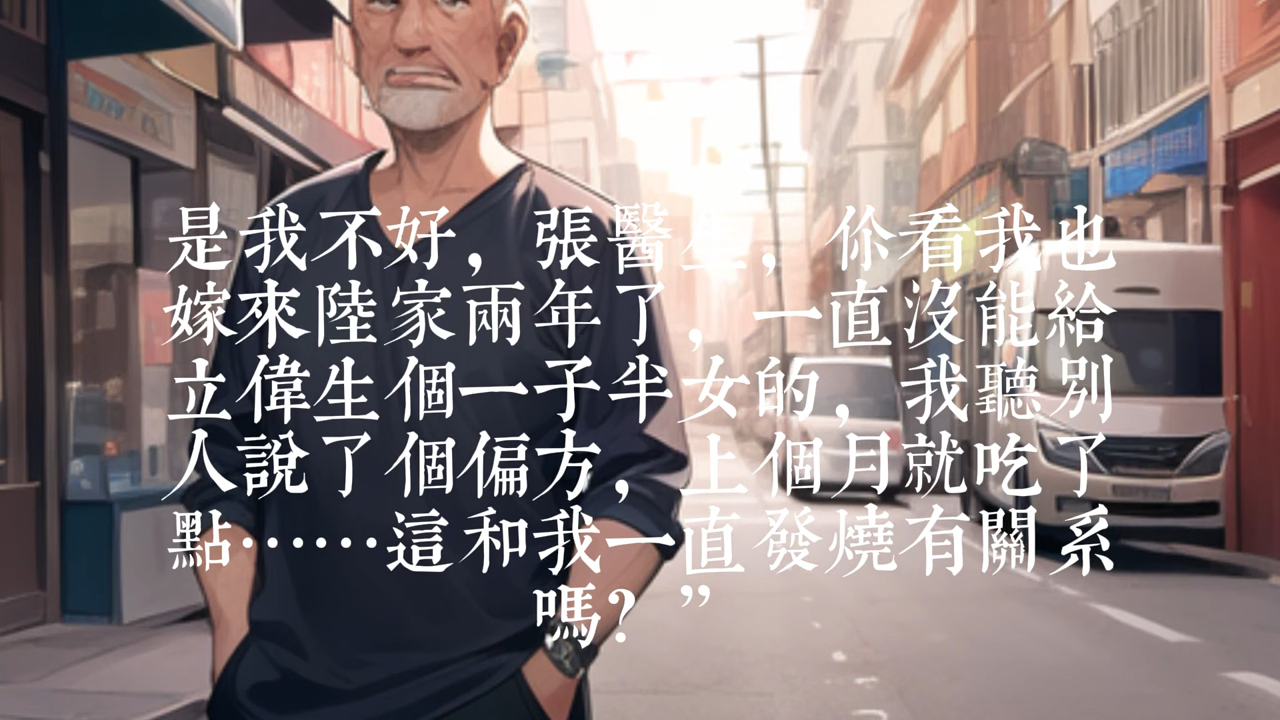 是我不好，張醫生，你看我也
嫁來陸家兩年了，一直沒能給
立偉生個一子半女的，我聽別
人說了個偏方，上個月就吃了
點……這和我一直發燒有關系
嗎？”